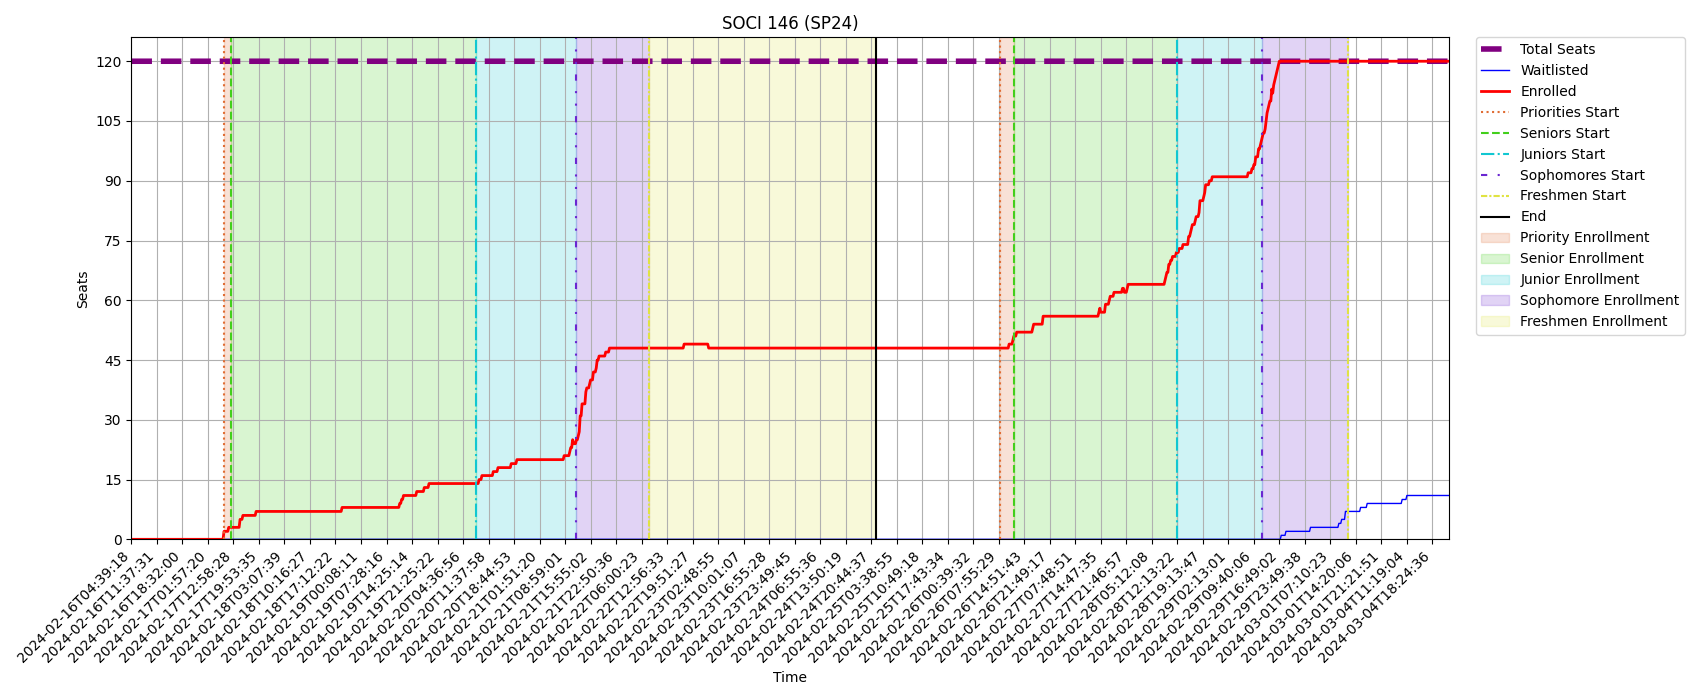 SOCI 146 (SP24)
Seats
120
105
90
75
60
45
30
15
0
2024-02-16T04:39:18
2024-02-16T11:37:31
2024-02-16T18:32:00
2024-02-17T01:57:20
2024-02-17T12:58:28
2024-02-17T19:53:35
2024-02-18T03:07:39
2024-02-18T10:16:27
2024-02-18T17:12:22
2024-02-19T00:08:11
2024-02-19T07:28:16
2024-02-19T14:25:14
2024-02-19T21:25:22
2024-02-20T04:36:56
2024-02-20T11:37:58
2024-02-20T18:44:53
2024-02-21T01:51:20
2024-02-21T08:59:01
2024-02-21T15:55:02
2024-02-21T22:50:36
2024-02-22T06:00:23
2024-02-22T12:56:33
2024-02-22T19:51:27
2024-02-23T02:48:55
2024-02-23T10:01:07
2024-02-23T16:55:28
2024-02-23T23:49:45
2024-02-24T06:55:36
2024-02-24T13:50:19
2024-02-24T20:44:37
2024-02-25T03:38:55
2024-02-25T10:49:18
2024-02-25T17:43:34
2024-02-26T00:39:32
2024-02-26T07:55:29
2024-02-26T14:51:43
2024-02-26T21:49:17
2024-02-27T07:48:51
2024-02-27T14:47:35
2024-02-27T21:46:57
2024-02-28T05:12:08
2024-02-28T12:13:22
2024-02-28T19:13:47
2024-02-29T02:13:01
2024-02-29T09:40:06
2024-02-29T16:49:02
2024-02-29T23:49:38
2024-03-01T07:10:23
2024-03-01T14:20:06
2024-03-01T21:21:51
2024-03-04T11:19:04
2024-03-04T18:24:36
Time
Total Seats
Waitlisted
Enrolled
Priorities Start
Seniors Start
Juniors Start
Sophomores Start
Freshmen Start
End
Priority Enrollment
Senior Enrollment
Junior Enrollment
Sophomore Enrollment
Freshmen Enrollment